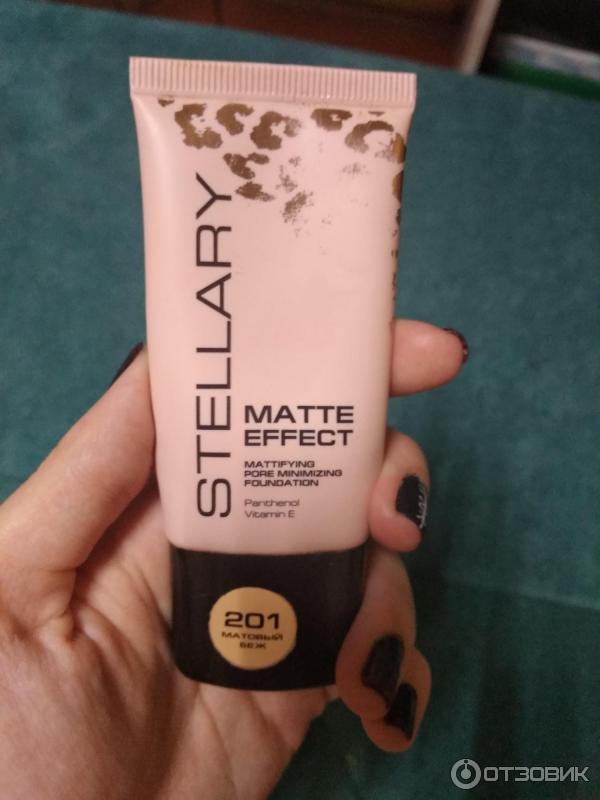 STELLARY
MATTE
EFFECT
MATTIFYING
PORE MINIMIZING
FOUNDATION
Panthenol
Vitamin E
201
МАТОВЫЙ
БЕЖ
ОТЗОВИК